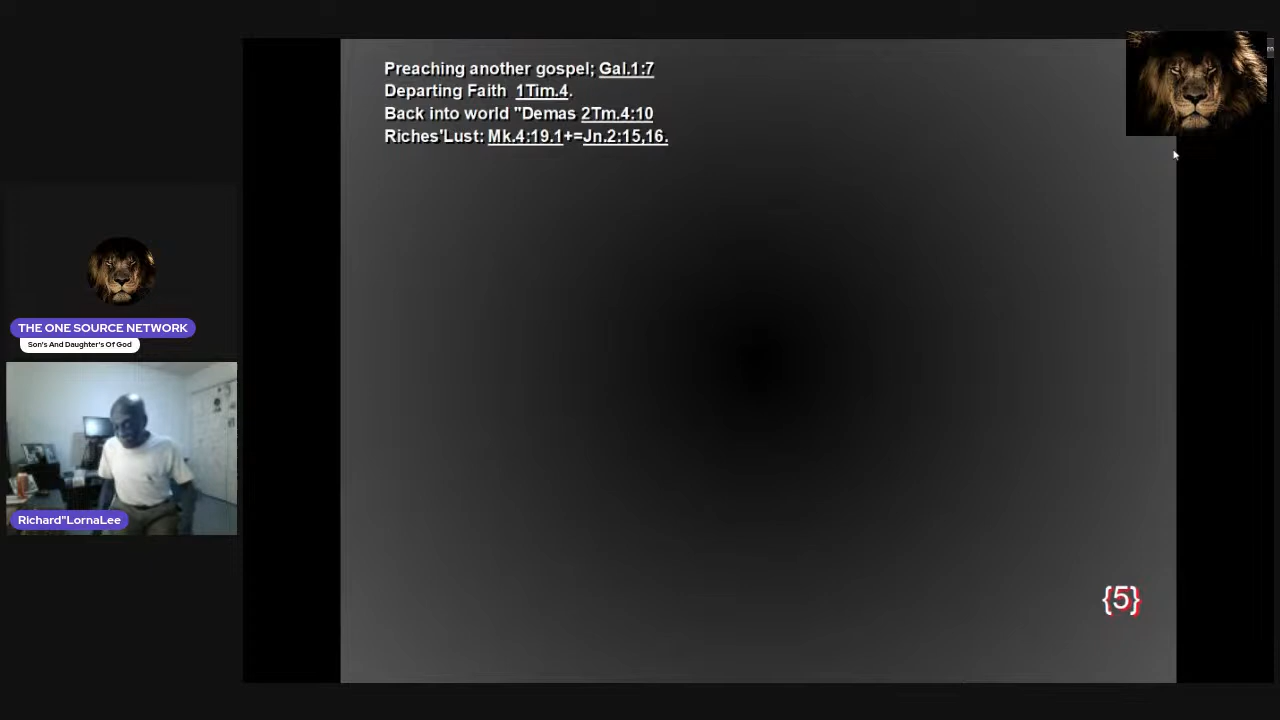 Preaching another gospel; Gal.1:7
Departing Faith 1Tim.4.
Back into world "Demas 2Tm.4:10
Riches'Lust: Mk.4:19.1+=Jn.2:15,16.
THE ONE SOURCE NETWORK
Son's And Daughter's Of God
Richard"LornaLee
{5}